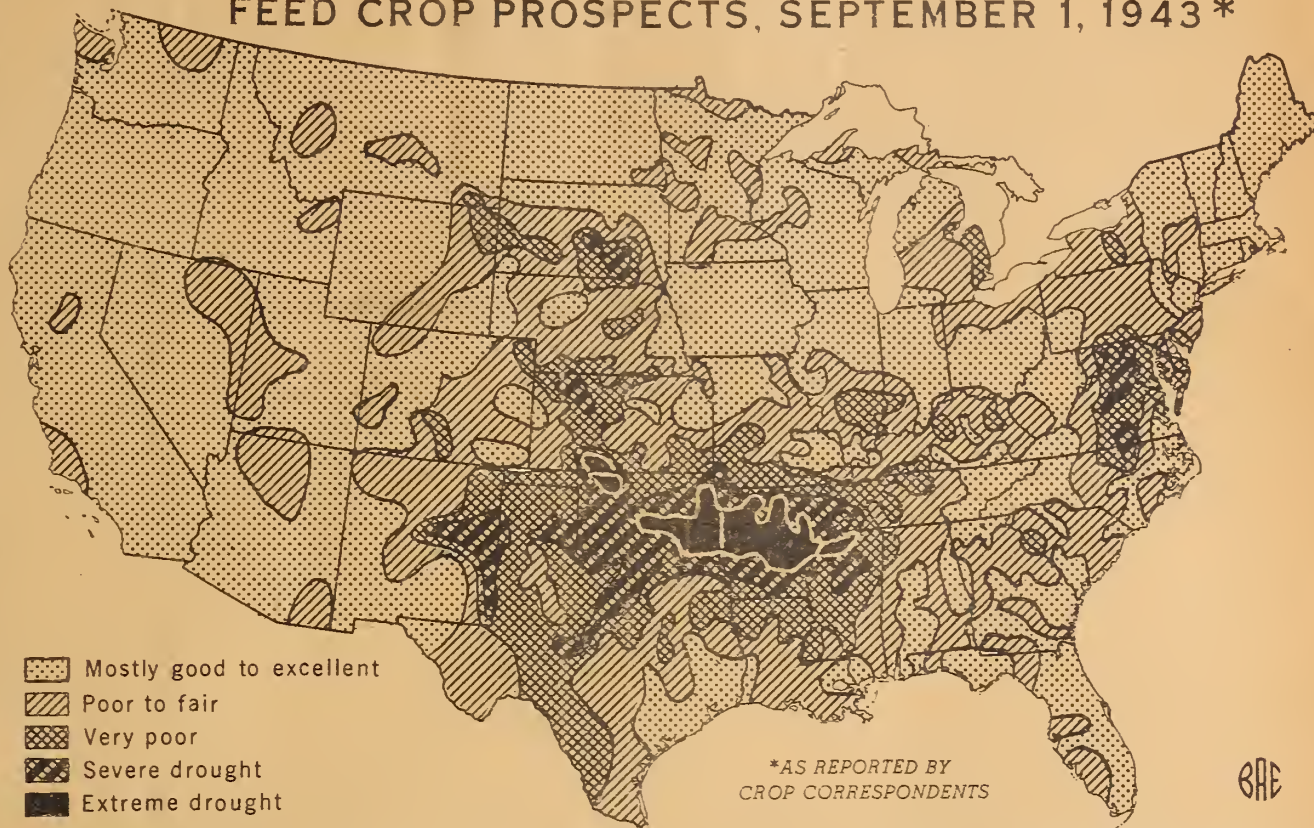 FEED CROP PROSPECTS, SEPTEMBER 1, 1943*
Mostly good to excellent
Poor to fair
Very poor
Severe drought
Extreme drought
*AS REPORTED BY
CROP CORRESPONDENTS
BAE